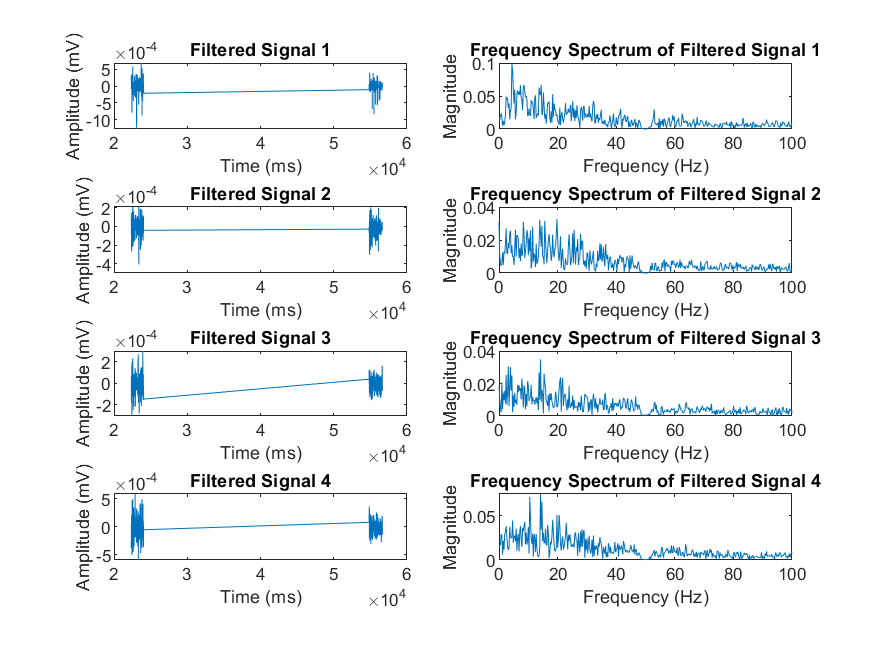 Filtered Signal 1
×10⁻⁴
Amplitude (mV)
5
0
-5
-10
2 3 4 5 6
Time (ms)
×10⁴
Frequency Spectrum of Filtered Signal 1
Magnitude
0.1
0.05
0
0 20 40 60 80 100
Frequency (Hz)
Filtered Signal 2
×10⁻⁴
Amplitude (mV)
2
0
-2
-4
2 3 4 5 6
Time (ms)
×10⁴
Frequency Spectrum of Filtered Signal 2
Magnitude
0.04
0.02
0
0 20 40 60 80 100
Frequency (Hz)
Filtered Signal 3
×10⁻⁴
Amplitude (mV)
2
0
-2
2 3 4 5 6
Time (ms)
×10⁴
Frequency Spectrum of Filtered Signal 3
Magnitude
0.04
0.02
0
0 20 40 60 80 100
Frequency (Hz)
Filtered Signal 4
×10⁻⁴
Amplitude (mV)
5
0
-5
2 3 4 5 6
Time (ms)
×10⁴
Frequency Spectrum of Filtered Signal 4
Magnitude
0.05
0
0 20 40 60 80 100
Frequency (Hz)